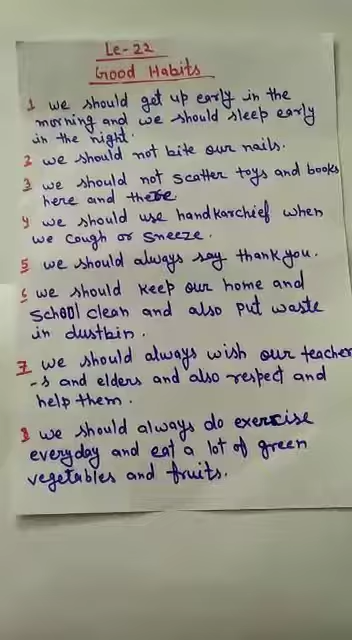 Le-22
Good Habits
1 we should get up early in the
morning and we should sleep early
in the night.
2 we should not bite our nails.
3 we should not scatter toys and books
here and there.
4 we should use handkarchief when
we cough or sneeze.
5 we should always say thank you.
6 we should keep our home and
school clean and also put waste
in dustbin.
7 we should always wish our teacher
-s and elders and also respect and
help them.
8 we should always do exercise
everyday and eat a lot of green
vegetables and fruits.